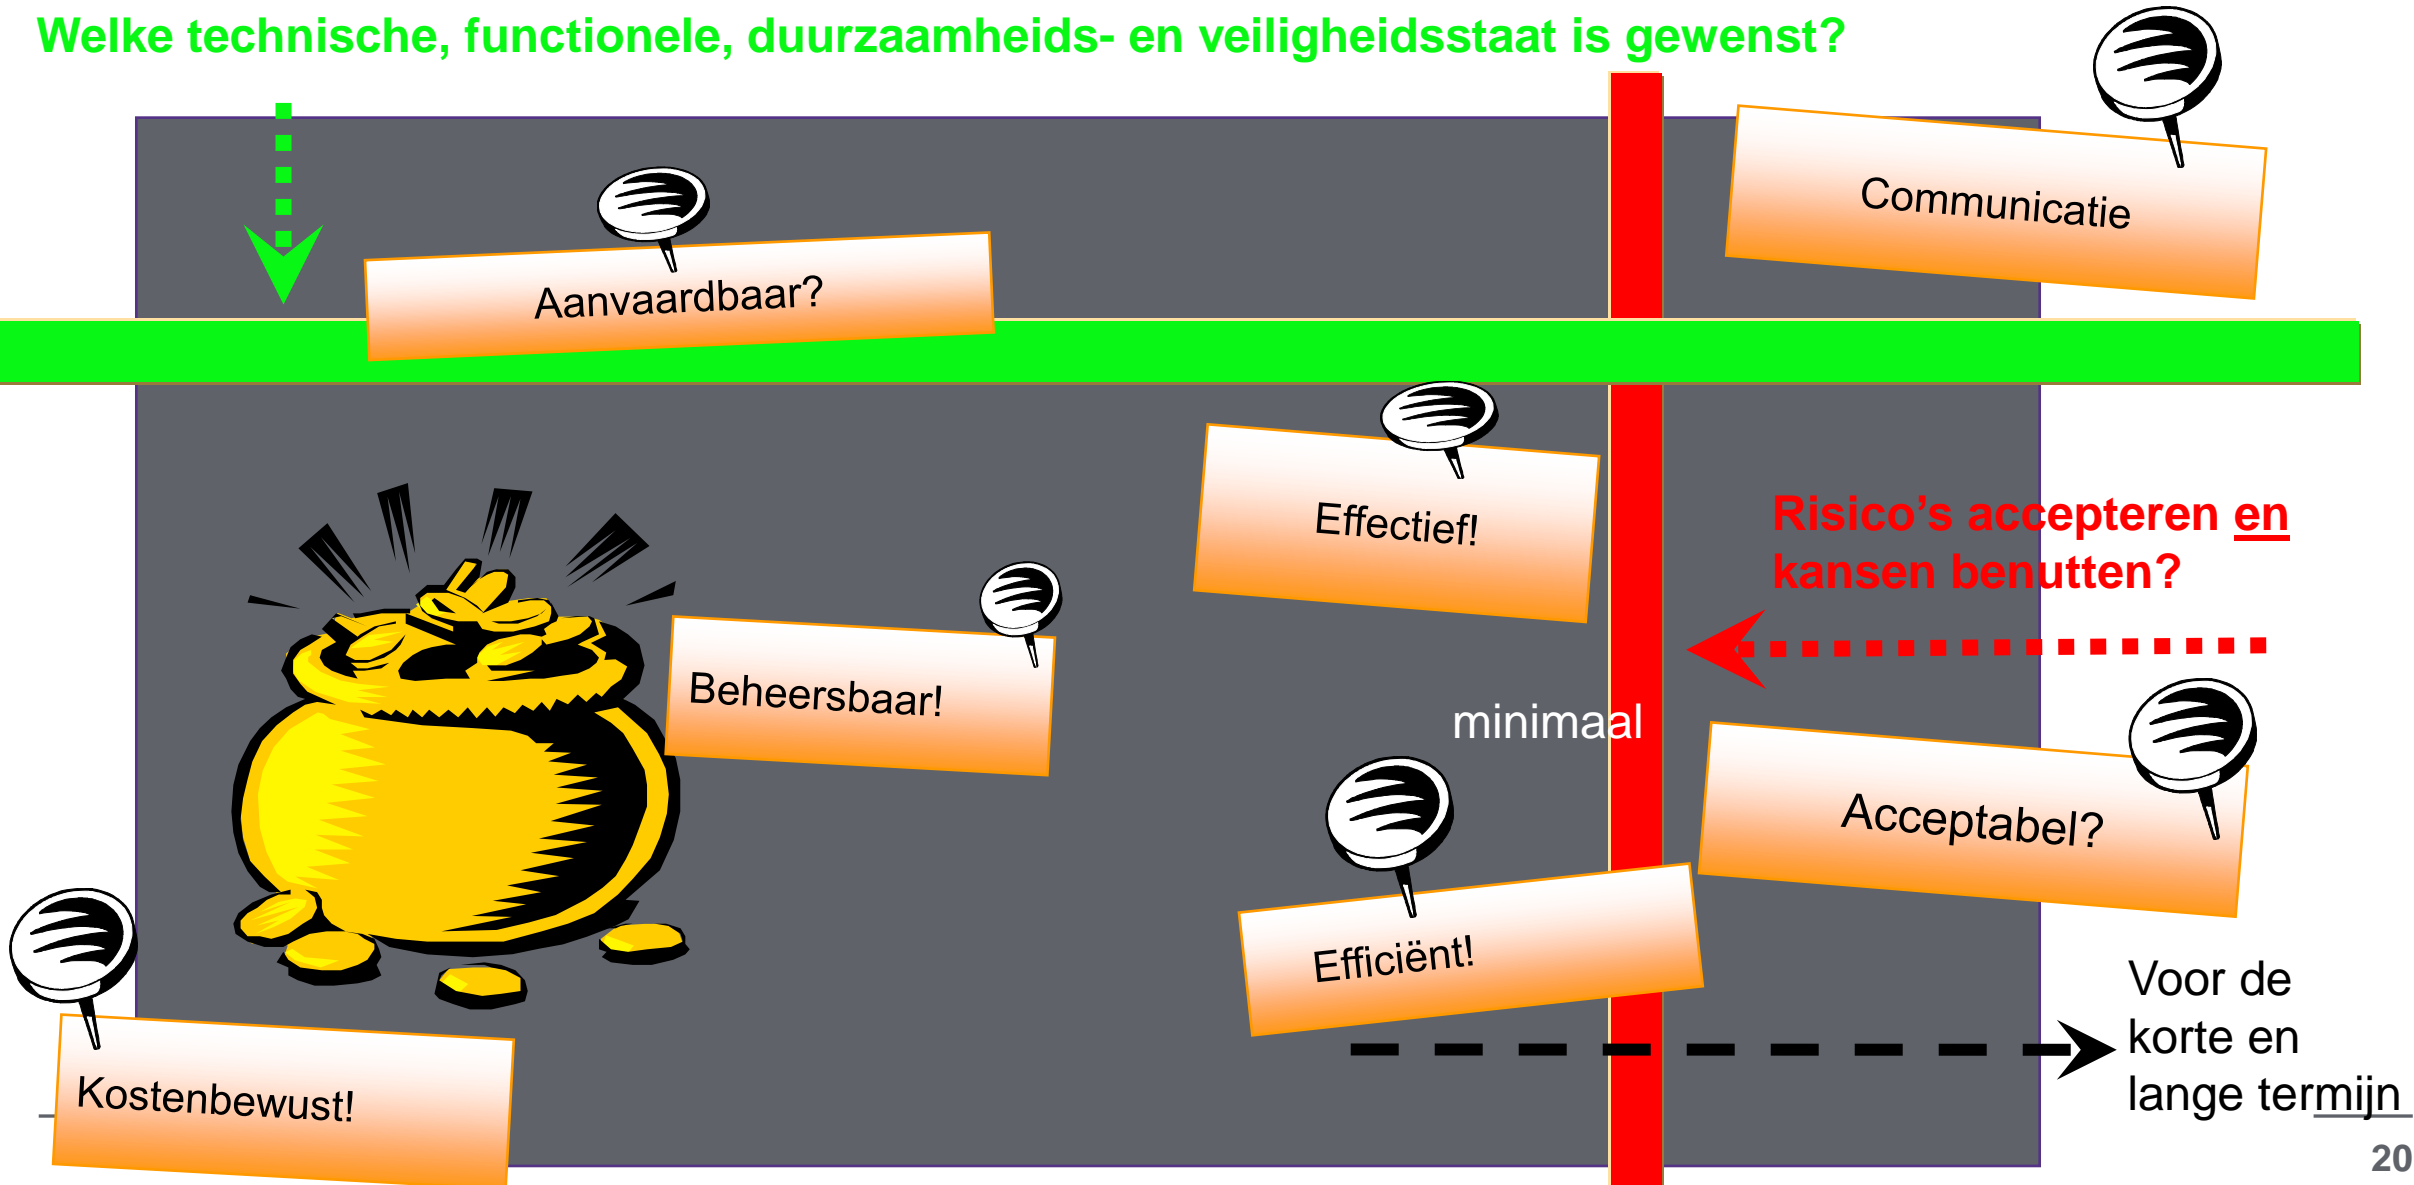 Welke technische, functionele, duurzaamheids- en veiligheidsstaat is gewenst?
Communicatie
Aanvaardbaar?
Effectief!
Risico’s accepteren en
kansen benutten?
Beheersbaar!
minimaal
Acceptabel?
Efficiënt!
Voor de
korte en
lange termijn
Kostenbewust!
20